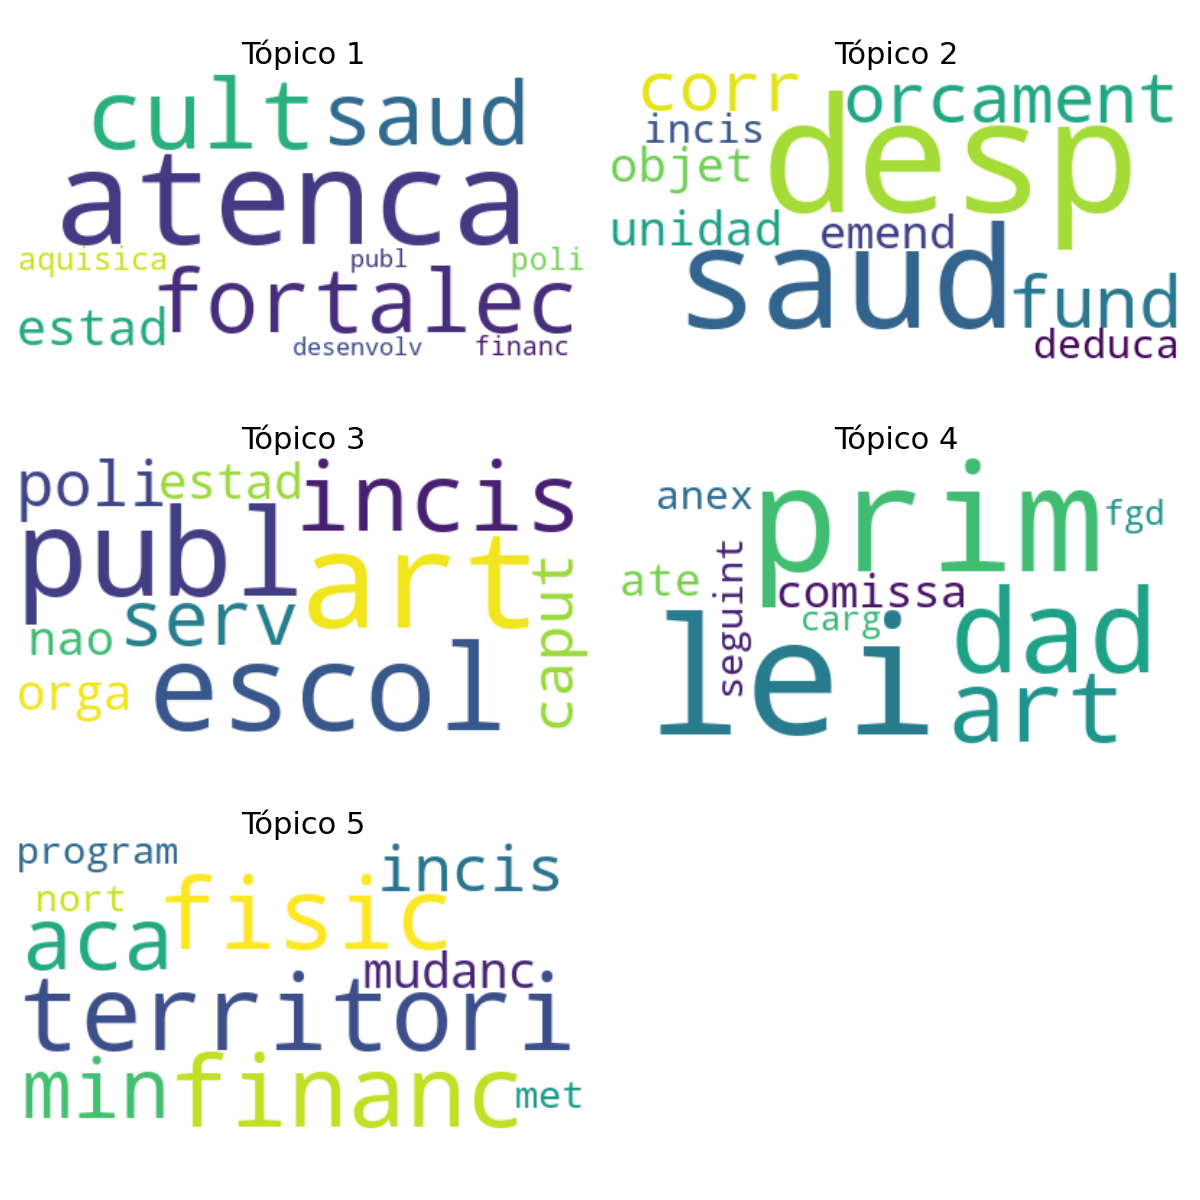 Tópico 1
cult saud
atenca
aquisica publ poli
fortalec
estad
desenvolv financ
Tópico 2
corr orcament
incis desp
objet
unidad emend
saud fund
deduca
Tópico 3
poli estad incis
publ art
serv caput
nao
orga escol
Tópico 4
anex prim fgd
ate seguint comissa
carg dad
lei art
Tópico 5
program incis
nort fisic
aca
mudanc
territori
min financ met